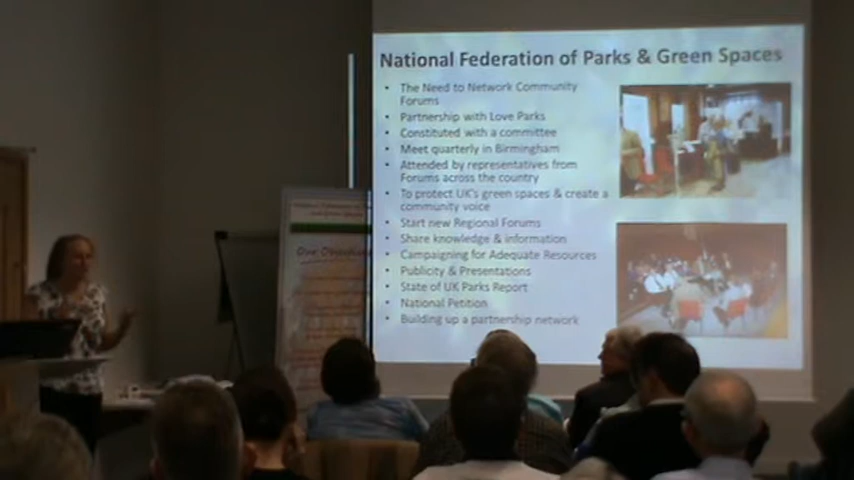 National Federation of Parks & Green Spaces
• The Need to Network Community
Forums
• Partnership with Love Parks
• Constituted with a committee
• Meet quarterly in Birmingham
• Attended by representatives from
Forums across the country
• To protect UK's green spaces & create a
community voice
• Start new Regional Forums
• Share knowledge & information
• Campaigning for Adequate Resources
• Publicity & Presentations
• State of UK Parks Report
• National Petition
• Building up a partnership network
Our